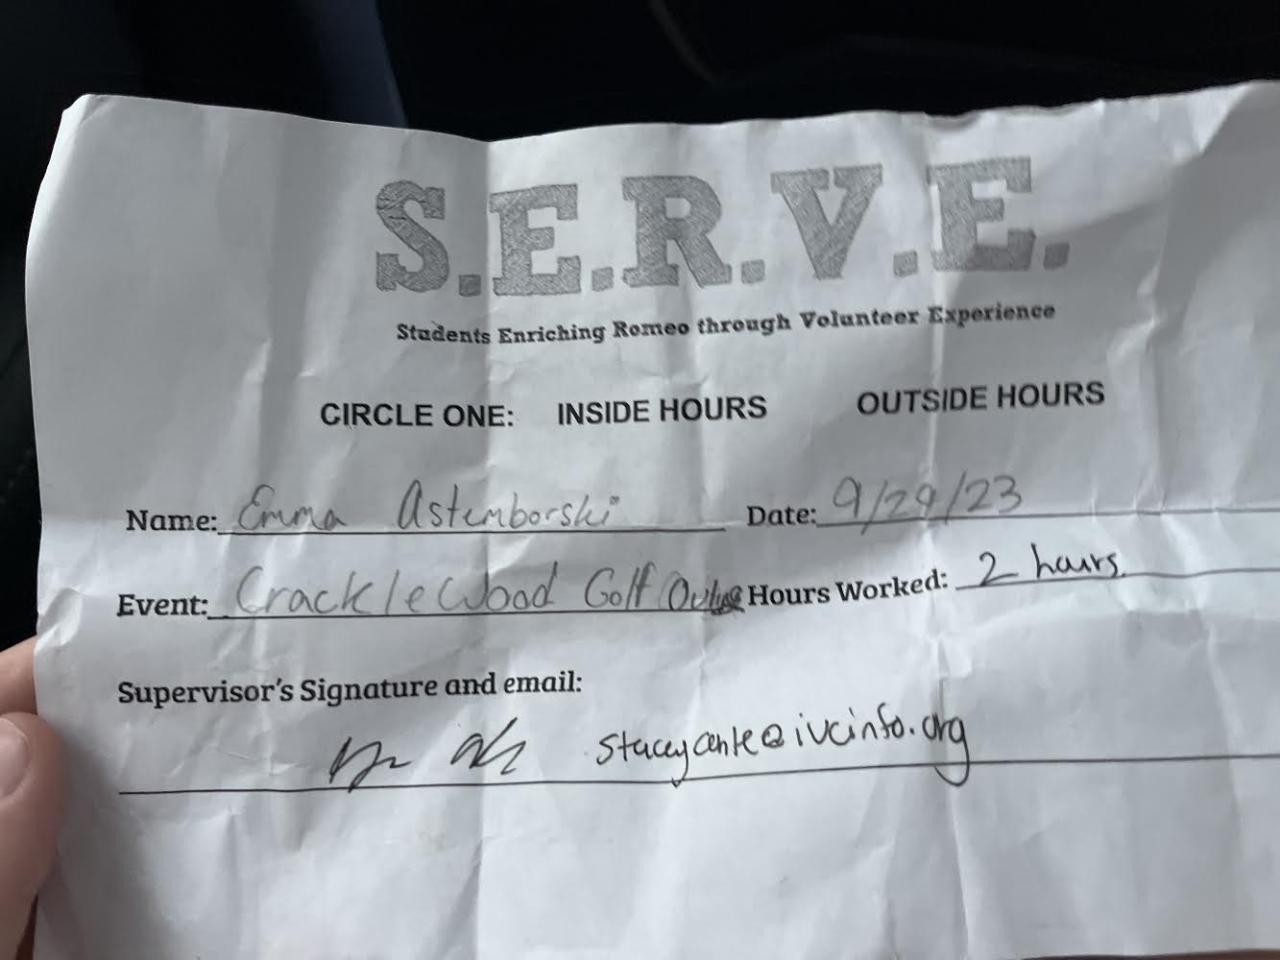 S.E.R.V.E.
Students Enriching Romeo through Volunteer Experience
CIRCLE ONE: INSIDE HOURS OUTSIDE HOURS
Name: Emma Astemborski Date: 9/29/23
Event: Cracklewood Golf Hours Worked: 2 hours.
Supervisor's Signature and email:
staceycente@ivcinfo.org